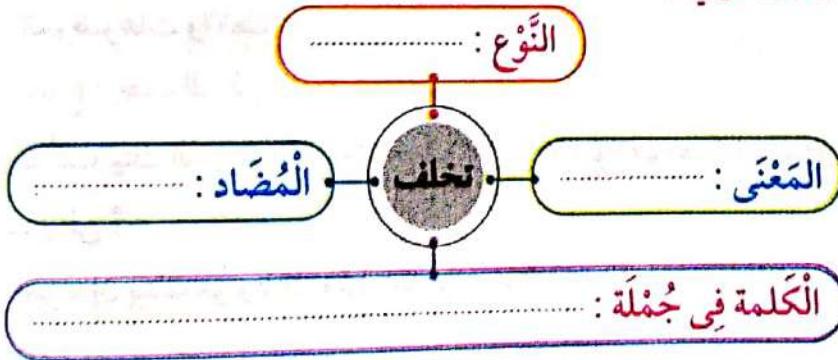 النَّوْع : ..................
المَعْنَى : ..................
تخلف
الْمُضَاد : ..................
الْكَلمة فِى جُمْلَة : ............................................................